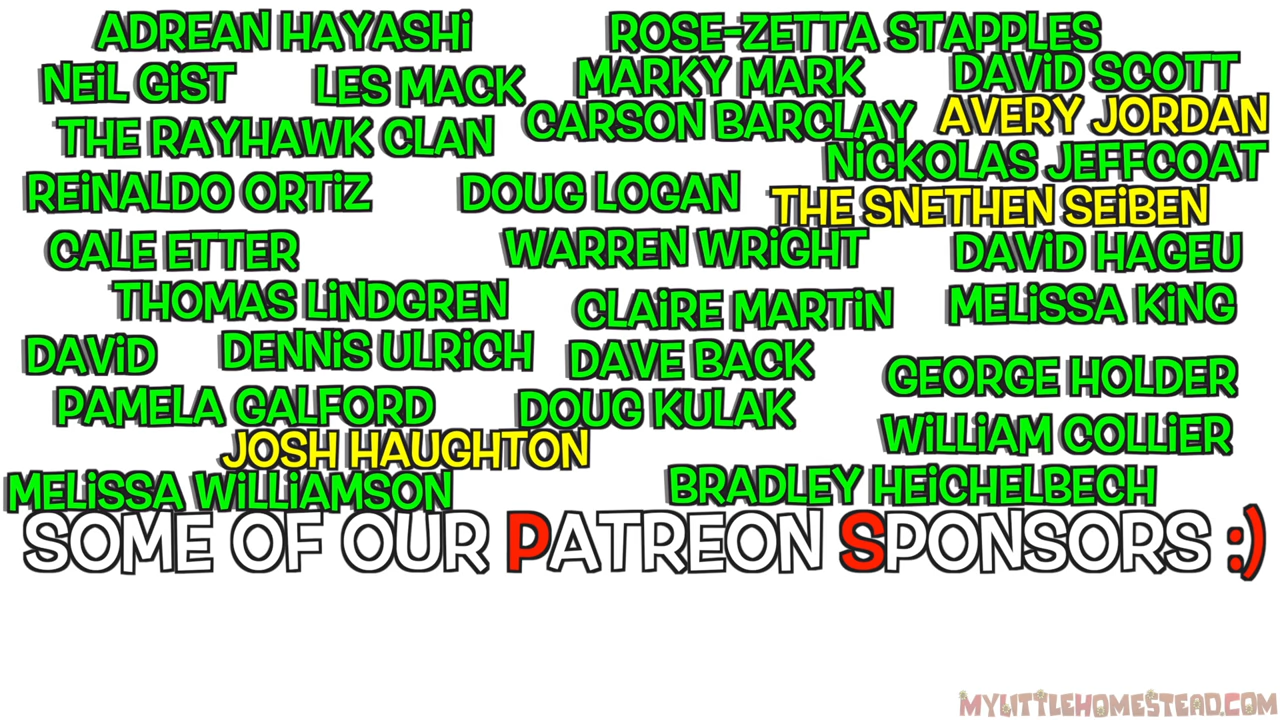 ADREAN HAYASHi
ROSE-ZETTA STAPPLES
NEiL GiST
LES MACK
MARKY MARK
DAViD SCOTT
THE RAYHAWK CLAN
CARSON BARCLAY
AVERY JORDAN
NiCKOLAS JEFFCOAT
REiNALDO ORTiZ
DOUG LOGAN
THE SNETHEN SEiBEN
CALE ETTER
WARREN WRiGHT
DAViD HAGEU
THOMAS LiNDGREN
CLAiRE MARTiN
MELiSSA KiNG
DAViD
DENNiS ULRiCH
DAVE BACK
GEORGE HOLDER
PAMELA GALFORD
DOUG KULAK
WiLLiAM COLLiER
JOSH HAUGHTON
MELiSSA WiLLiAMSON
BRADLEY HEiCHELBECH
SOME OF OUR PATREON SPONSORS :)
MYLITTLEHOMESTEAD.COM